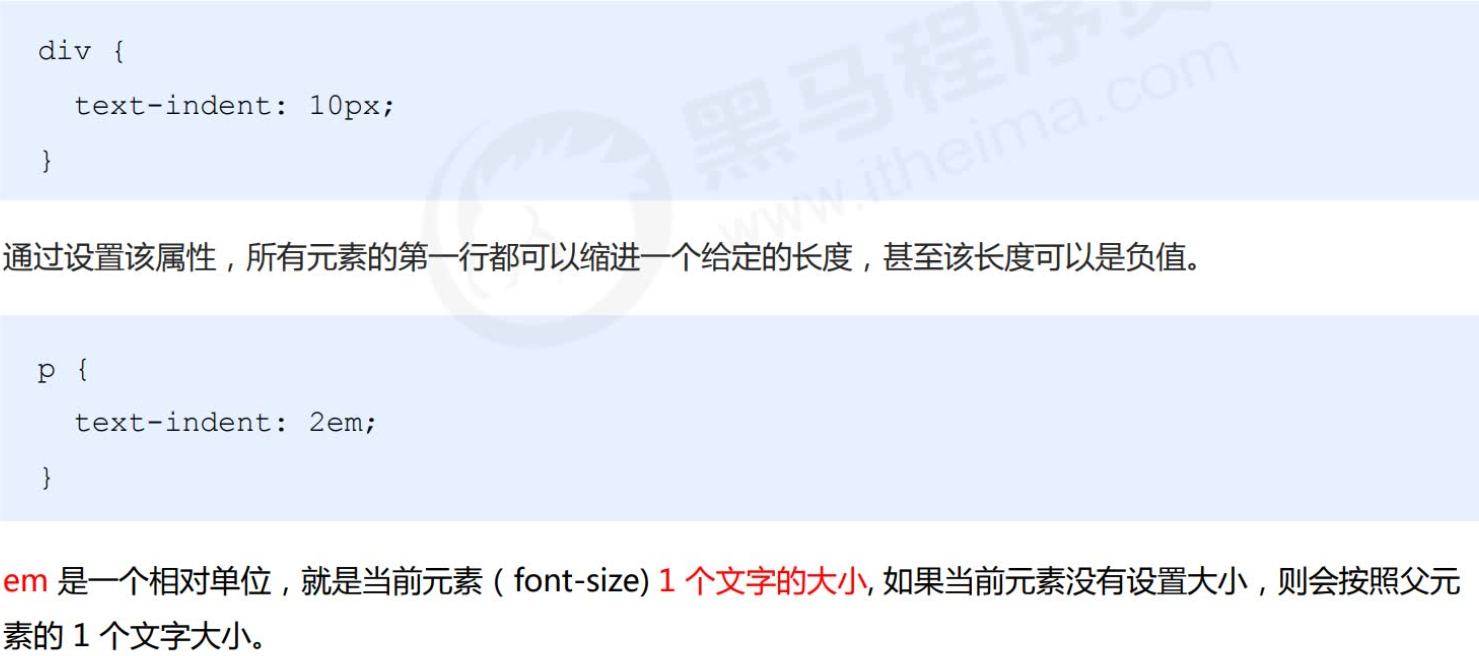 div {
text-indent: 10px;
}
黑马程序员
www.itheima.com
通过设置该属性，所有元素的第一行都可以缩进一个给定的长度，甚至该长度可以是负值。
p {
text-indent: 2em;
}
em 是一个相对单位，就是当前元素（font-size) 1 个文字的大小, 如果当前元素没有设置大小，则会按照父元
素的 1 个文字大小。